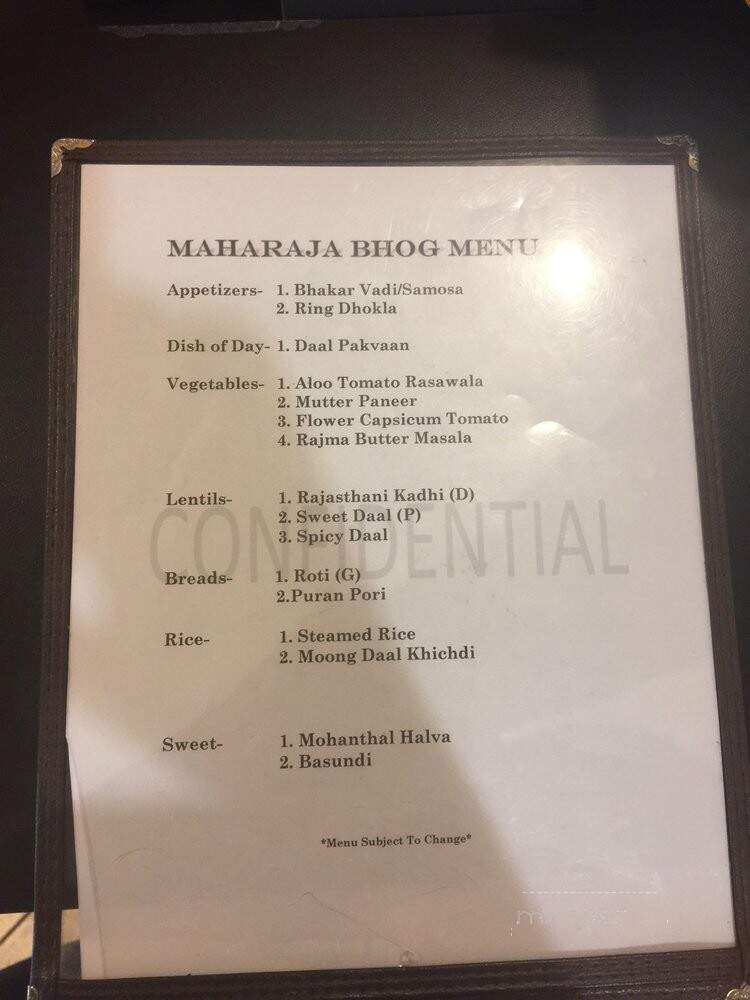 MAHARAJA BHOG MENU
Appetizers- 1. Bhakar Vadi/Samosa
2. Ring Dhokla
Dish of Day- 1. Daal Pakvaan
Vegetables- 1. Aloo Tomato Rasawala
2. Mutter Paneer
3. Flower Capsicum Tomato
4. Rajma Butter Masala
Lentils- 1. Rajasthani Kadhi (D)
2. Sweet Daal (P)
3. Spicy Daal
CONFIDENTIAL
Breads- 1. Roti (G)
2.Puran Pori
Rice- 1. Steamed Rice
2. Moong Daal Khichdi
Sweet- 1. Mohanthal Halva
2. Basundi
*Menu Subject To Change*